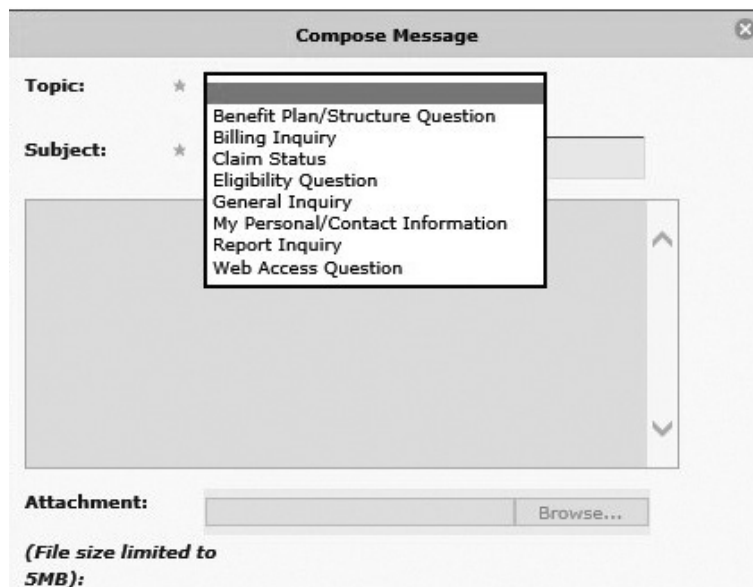 Compose Message
Topic: *
Benefit Plan/Structure Question
Billing Inquiry
Claim Status
Eligibility Question
General Inquiry
My Personal/Contact Information
Report Inquiry
Web Access Question
Subject: *
Attachment:
Browse...
(File size limited to
5MB):